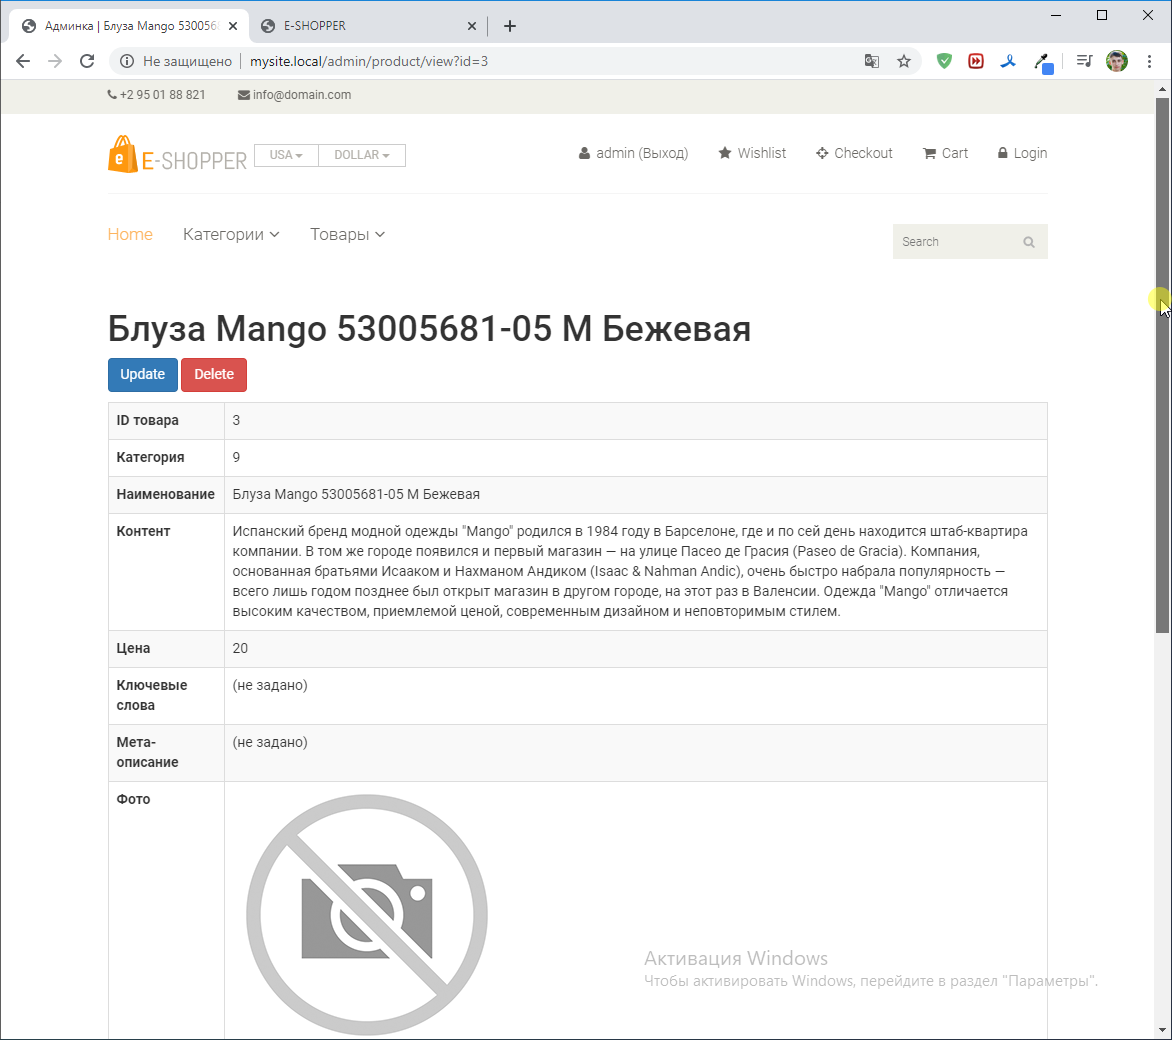 Админка | Блуза Mango 530056
E-SHOPPER
Не защищено
mysite.local/admin/product/view?id=3
+2 95 01 88 821
info@domain.com
E-SHOPPER
USA
DOLLAR
admin (Выход)
Wishlist
Checkout
Cart
Login
Home
Категории
Товары
Search
Блуза Mango 53005681-05 M Бежевая
Update
Delete
ID товара
3
Категория
9
Наименование
Блуза Mango 53005681-05 M Бежевая
Контент
Испанский бренд модной одежды "Mango" родился в 1984 году в Барселоне, где и по сей день находится штаб-квартира
компании. В том же городе появился и первый магазин — на улице Пасео де Грасия (Paseo de Gracia). Компания,
основанная братьями Исааком и Нахманом Андиком (Isaac & Nahman Andic), очень быстро набрала популярность —
всего лишь годом позднее был открыт магазин в другом городе, на этот раз в Валенсии. Одежда "Mango" отличается
высоким качеством, приемлемой ценой, современным дизайном и неповторимым стилем.
Цена
20
Ключевые
слова
(не задано)
Мета-
описание
(не задано)
Фото
Активация Windows
Чтобы активировать Windows, перейдите в раздел "Параметры".